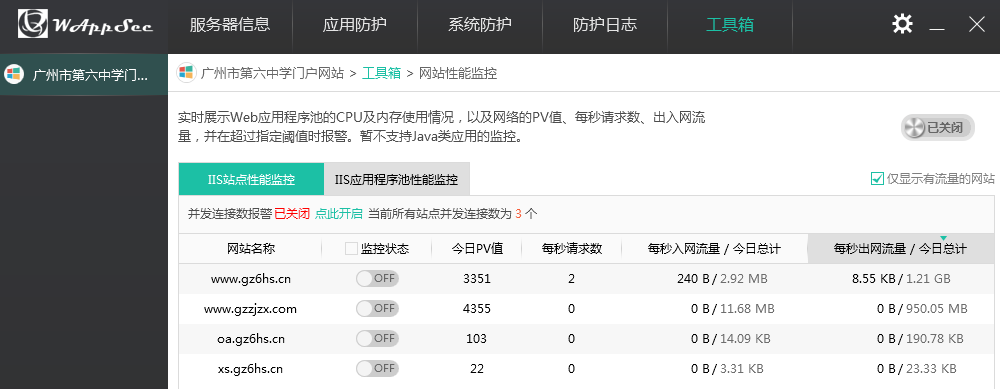 WAppSec 服务器信息 应用防护 系统防护 防护日志 工具箱
广州市第六中学门... 广州市第六中学门户网站 > 工具箱 > 网站性能监控
实时展示Web应用程序池的CPU及内存使用情况，以及网络的PV值、每秒请求数、出入网流
量，并在超过指定阈值时报警。暂不支持Java类应用的监控。
已关闭
IIS站点性能监控 IIS应用程序池性能监控 仅显示有流量的网站
并发连接数报警 已关闭 点此开启 当前所有站点并发连接数为 3 个
网站名称 监控状态 今日PV值 每秒请求数 每秒入网流量 / 今日总计 每秒出网流量 / 今日总计
www.gz6hs.cn OFF 3351 2 240 B / 2.92 MB 8.55 KB / 1.21 GB
www.gzzjzx.com OFF 4355 0 0 B / 11.68 MB 0 B / 950.05 MB
oa.gz6hs.cn OFF 103 0 0 B / 14.09 KB 0 B / 190.78 KB
xs.gz6hs.cn OFF 22 0 0 B / 3.31 KB 0 B / 23.33 KB